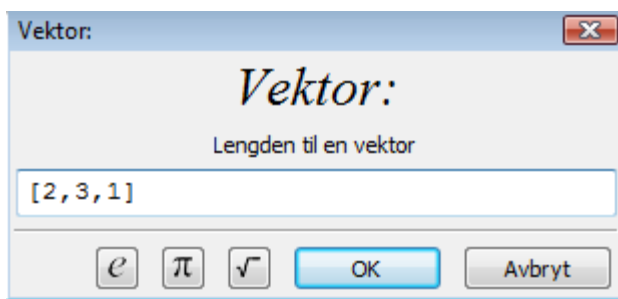 Vektor:
Vektor:
Lengden til en vektor
[2,3,1]
e π √ OK Avbryt